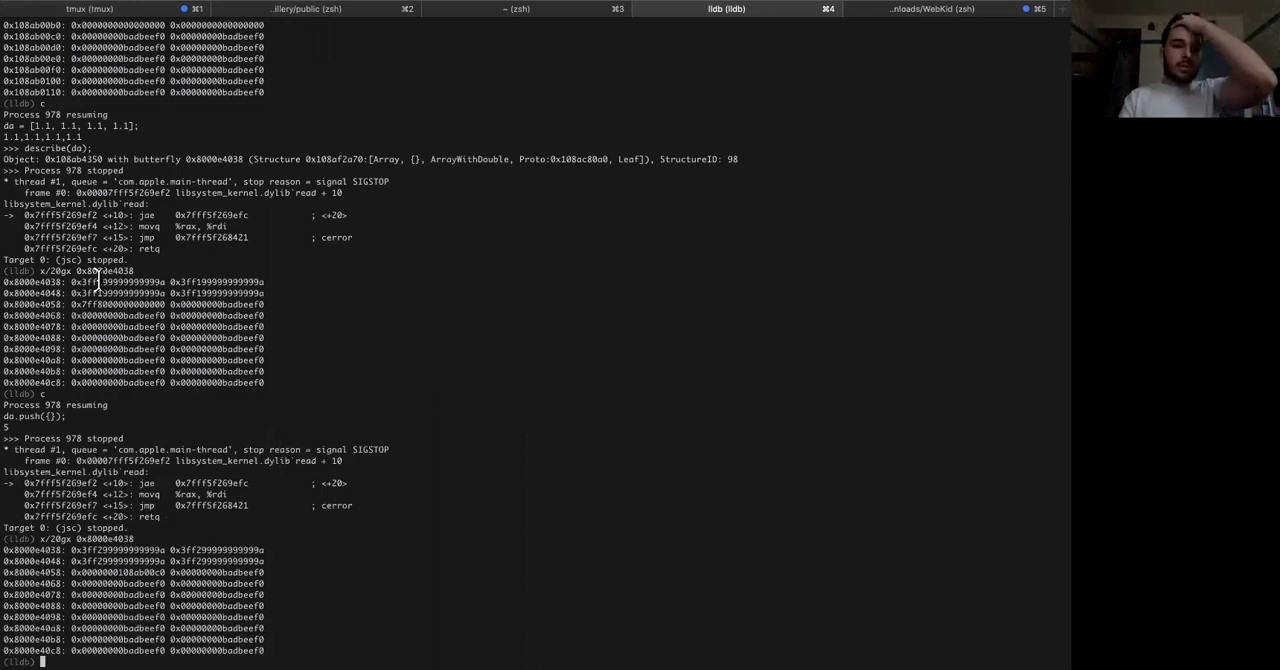 tmux (tmux) ⌘1 ..illery/public (zsh) ⌘2 ~ (zsh) ⌘3 lldb (lldb) ⌘4 ..nloads/WebKid (zsh) ⌘5
0x108ab00b0: 0x0000000000000000 0x0000000000000000
0x108ab00c0: 0x00000000badbeef0 0x00000000badbeef0
0x108ab00d0: 0x00000000badbeef0 0x00000000badbeef0
0x108ab00e0: 0x00000000badbeef0 0x00000000badbeef0
0x108ab00f0: 0x00000000badbeef0 0x00000000badbeef0
0x108ab0100: 0x00000000badbeef0 0x00000000badbeef0
0x108ab0110: 0x00000000badbeef0 0x00000000badbeef0
(lldb) c
Process 978 resuming
da = [1.1, 1.1, 1.1, 1.1];
1.1,1.1,1.1,1.1
>>> describe(da);
Object: 0x108ab4350 with butterfly 0x8000e4038 (Structure 0x108af2a70:[Array, {}, ArrayWithDouble, Proto:0x108ac80a0, Leaf]), StructureID: 98
>>> Process 978 stopped
* thread #1, queue = 'com.apple.main-thread', stop reason = signal SIGSTOP
frame #0: 0x00007fff5f269ef2 libsystem_kernel.dylib`read + 10
libsystem_kernel.dylib`read:
-> 0x7fff5f269ef2 <+10>: jae 0x7fff5f269efc ; <+20>
0x7fff5f269ef4 <+12>: movq %rax, %rdi
0x7fff5f269ef7 <+15>: jmp 0x7fff5f268421 ; cerror
0x7fff5f269efc <+20>: retq
Target 0: (jsc) stopped.
(lldb) x/20gx 0x8000e4038
0x8000e4038: 0x3ff199999999999a 0x3ff199999999999a
0x8000e4048: 0x3ff199999999999a 0x3ff199999999999a
0x8000e4058: 0x7ff8000000000000 0x00000000badbeef0
0x8000e4068: 0x00000000badbeef0 0x00000000badbeef0
0x8000e4078: 0x00000000badbeef0 0x00000000badbeef0
0x8000e4088: 0x00000000badbeef0 0x00000000badbeef0
0x8000e4098: 0x00000000badbeef0 0x00000000badbeef0
0x8000e40a8: 0x00000000badbeef0 0x00000000badbeef0
0x8000e40b8: 0x00000000badbeef0 0x00000000badbeef0
0x8000e40c8: 0x00000000badbeef0 0x00000000badbeef0
(lldb) c
Process 978 resuming
da.push({});
5
>>> Process 978 stopped
* thread #1, queue = 'com.apple.main-thread', stop reason = signal SIGSTOP
frame #0: 0x00007fff5f269ef2 libsystem_kernel.dylib`read + 10
libsystem_kernel.dylib`read:
-> 0x7fff5f269ef2 <+10>: jae 0x7fff5f269efc ; <+20>
0x7fff5f269ef4 <+12>: movq %rax, %rdi
0x7fff5f269ef7 <+15>: jmp 0x7fff5f268421 ; cerror
0x7fff5f269efc <+20>: retq
Target 0: (jsc) stopped.
(lldb) x/20gx 0x8000e4038
0x8000e4038: 0x3ff299999999999a 0x3ff299999999999a
0x8000e4048: 0x3ff299999999999a 0x3ff299999999999a
0x8000e4058: 0x0000000108ab00c0 0x00000000badbeef0
0x8000e4068: 0x00000000badbeef0 0x00000000badbeef0
0x8000e4078: 0x00000000badbeef0 0x00000000badbeef0
0x8000e4088: 0x00000000badbeef0 0x00000000badbeef0
0x8000e4098: 0x00000000badbeef0 0x00000000badbeef0
0x8000e40a8: 0x00000000badbeef0 0x00000000badbeef0
0x8000e40b8: 0x00000000badbeef0 0x00000000badbeef0
0x8000e40c8: 0x00000000badbeef0 0x00000000badbeef0
(lldb)